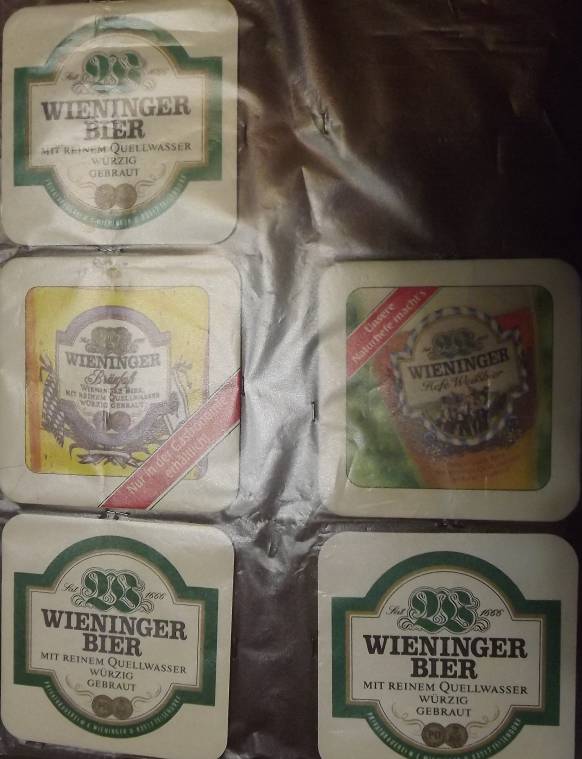 Seit 1666
WIENINGER
BIER
MIT REINEM QUELLWASSER
WÜRZIG
GEBRAUT
WIENINGER
Bräufaß
WIENINGER BIER,
MIT QUELLWASSER
WÜRZIG GEBRAUT
Nur in der Gastronomie
erhältlich!
Unsere
Naturhefe macht's
WIENINGER
Hefe Weißbier
Seit 1666
WIENINGER
BIER
MIT REINEM QUELLWASSER
WÜRZIG
GEBRAUT
Seit 1666
WIENINGER
BIER
MIT REINEM QUELLWASSER
WÜRZIG
GEBRAUT